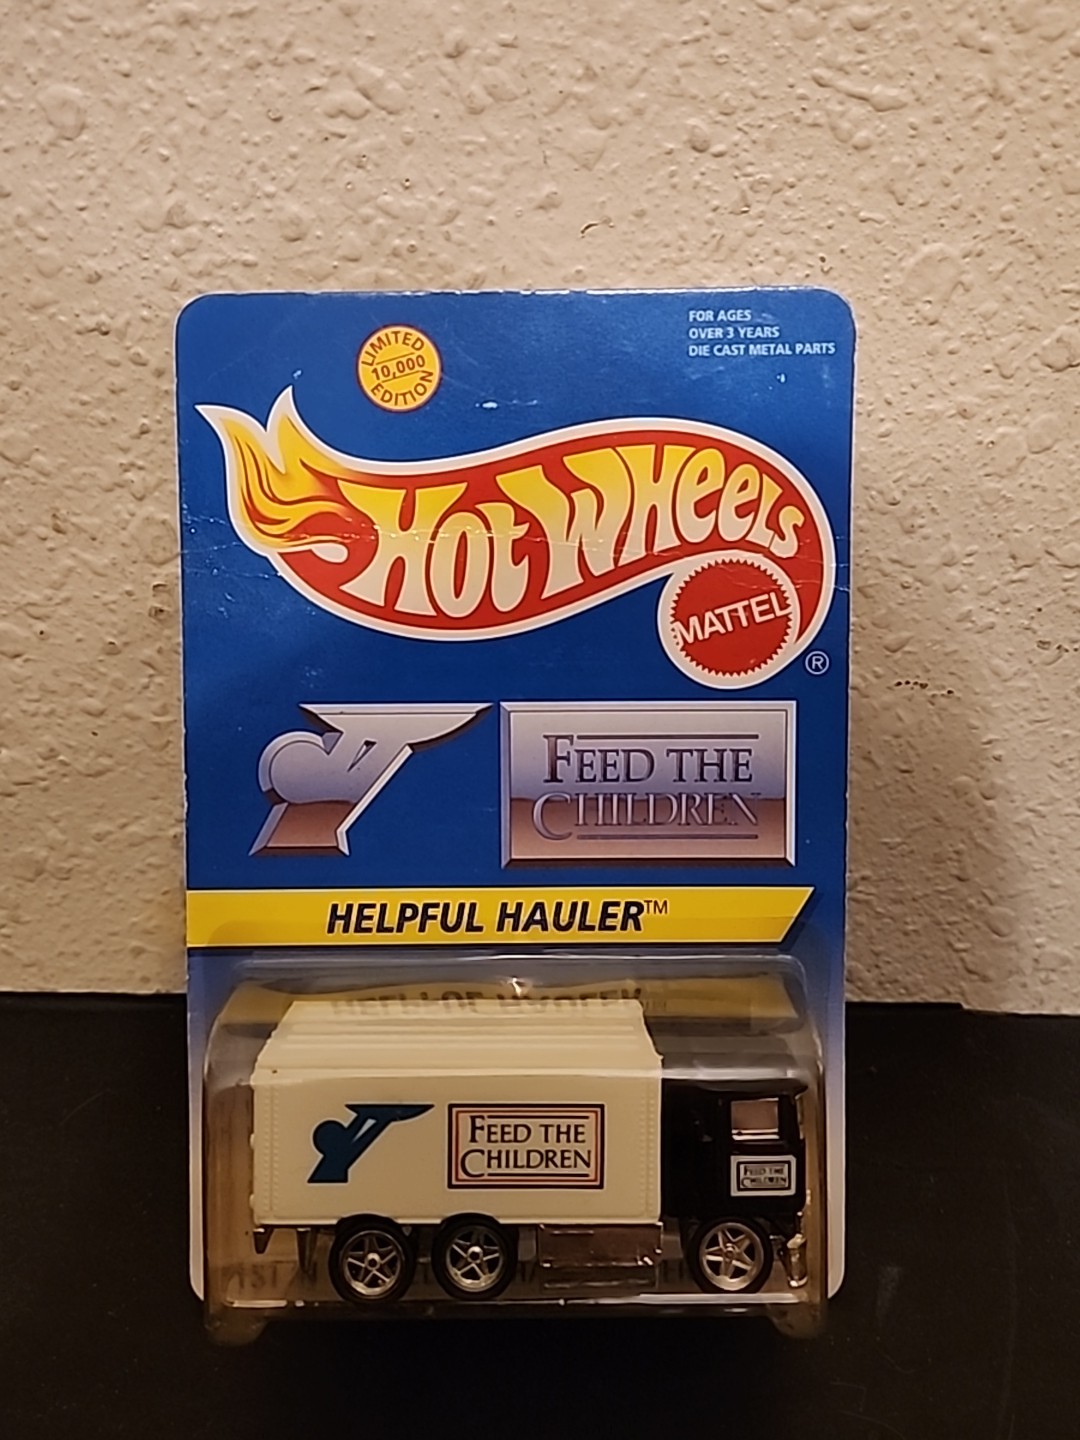 LIMITED
10,000
EDITION
FOR AGES
OVER 3 YEARS
DIE CAST METAL PARTS
HOT WHEELS
MATTEL
®
FEED THE
CHILDREN
HELPFUL HAULER™
FEED THE
CHILDREN
FEED THE
CHILDREN